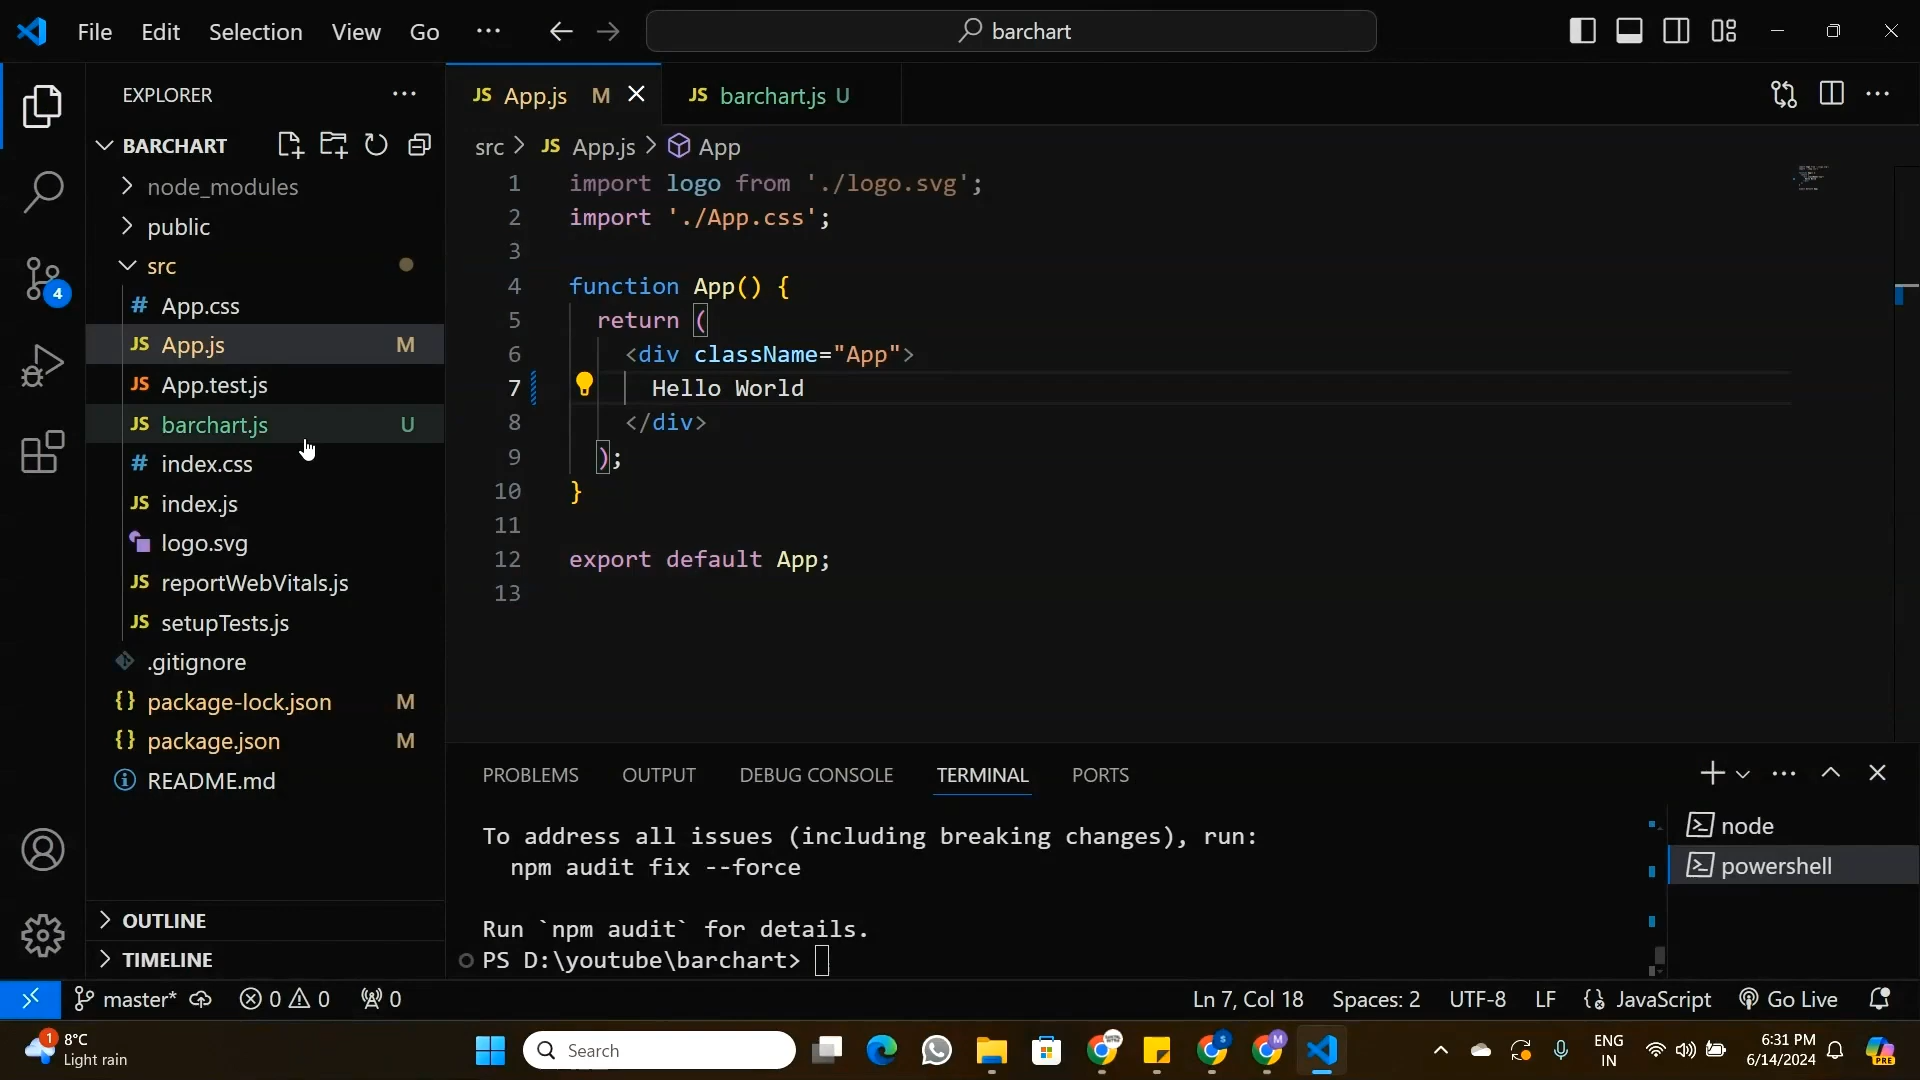 File Edit Selection View Go ··· barchart
EXPLORER ···
BARCHART
node_modules
public
src
# App.css
JS App.js M
JS App.test.js
JS barchart.js U
# index.css
JS index.js
logo.svg
JS reportWebVitals.js
JS setupTests.js
.gitignore
{} package-lock.json M
{} package.json M
README.md
OUTLINE
TIMELINE
4
JS App.js M JS barchart.js U
src > JS App.js > App
1 import logo from './logo.svg';
2 import './App.css';
3
4 function App() {
5 return (
6 <div className="App">
7 Hello World
8 </div>
9 );
10 }
11
12 export default App;
13
PROBLEMS OUTPUT DEBUG CONSOLE TERMINAL PORTS
To address all issues (including breaking changes), run:
npm audit fix --force
Run `npm audit` for details.
PS D:\youtube\barchart>
node
powershell
master* 0 0 0 Ln 7, Col 18 Spaces: 2 UTF-8 LF {} JavaScript Go Live
1 8°C
Light rain
Search
S M
ENG
IN
6:31 PM
6/14/2024
PRE